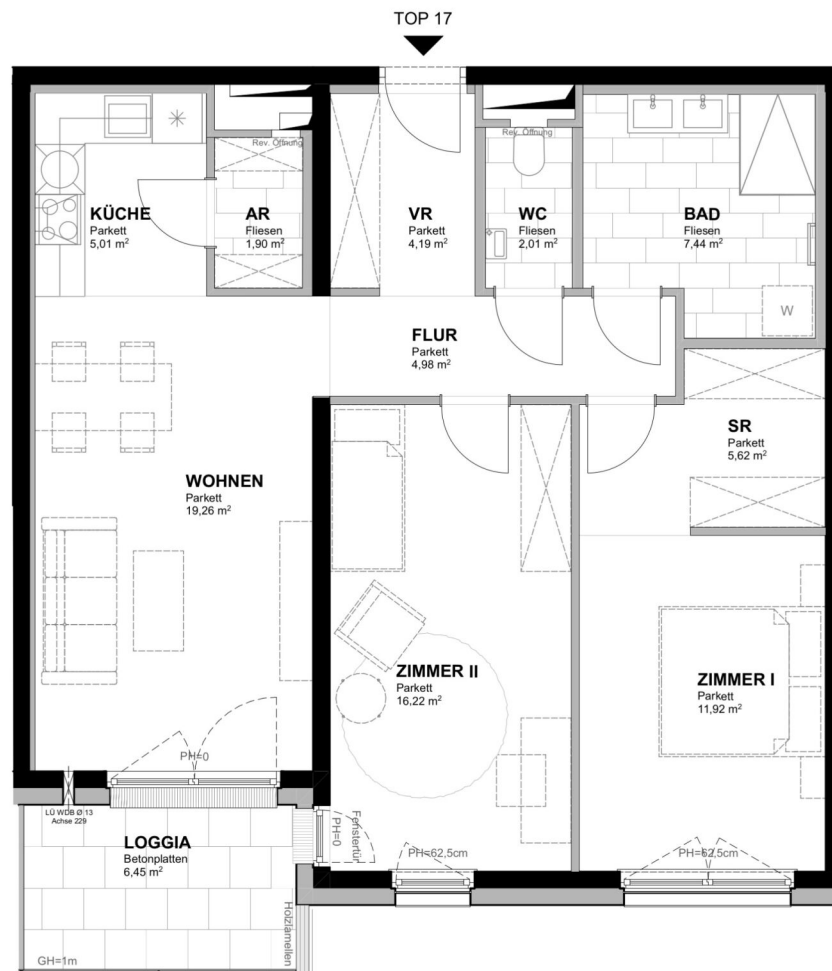 TOP 17
Rev. Öffnung
Rev. Öffnung
KÜCHE
Parkett
5,01 m²
AR
Fliesen
1,90 m²
VR
Parkett
4,19 m²
WC
Fliesen
2,01 m²
BAD
Fliesen
7,44 m²
W
FLUR
Parkett
4,98 m²
SR
Parkett
5,62 m²
WOHNEN
Parkett
19,26 m²
ZIMMER II
Parkett
16,22 m²
ZIMMER I
Parkett
11,92 m²
PH=0
LÜ WDB Ø 13
Achse 229
LOGGIA
Betonplatten
6,45 m²
Fenstertür
PH=0
PH=62,5cm
PH=62,5cm
Holzlamellen
GH=1m